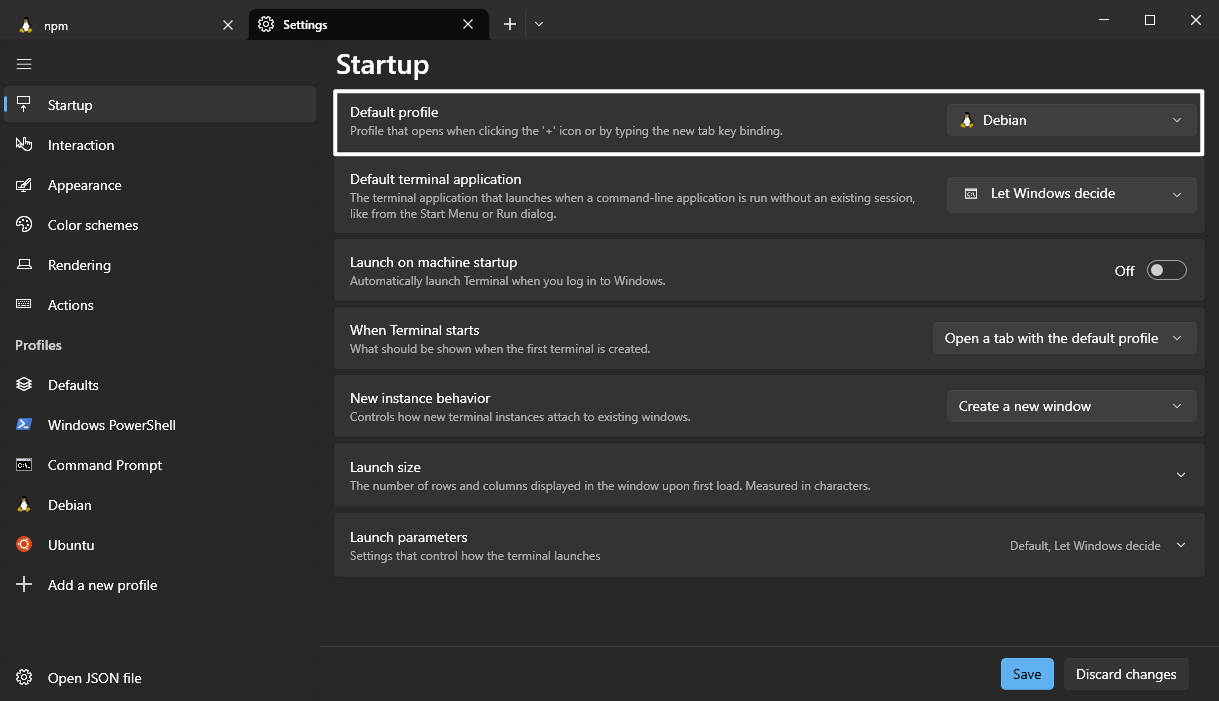 npm
Settings
Startup
Startup
Interaction
Appearance
Color schemes
Rendering
Actions
Profiles
Defaults
Windows PowerShell
Command Prompt
Debian
Ubuntu
Add a new profile
Open JSON file
Default profile
Profile that opens when clicking the '+' icon or by typing the new tab key binding.
Debian
Default terminal application
The terminal application that launches when a command-line application is run without an existing session,
like from the Start Menu or Run dialog.
Let Windows decide
Launch on machine startup
Automatically launch Terminal when you log in to Windows.
Off
When Terminal starts
What should be shown when the first terminal is created.
Open a tab with the default profile
New instance behavior
Controls how new terminal instances attach to existing windows.
Create a new window
Launch size
The number of rows and columns displayed in the window upon first load. Measured in characters.
Launch parameters
Settings that control how the terminal launches
Default, Let Windows decide
Save
Discard changes